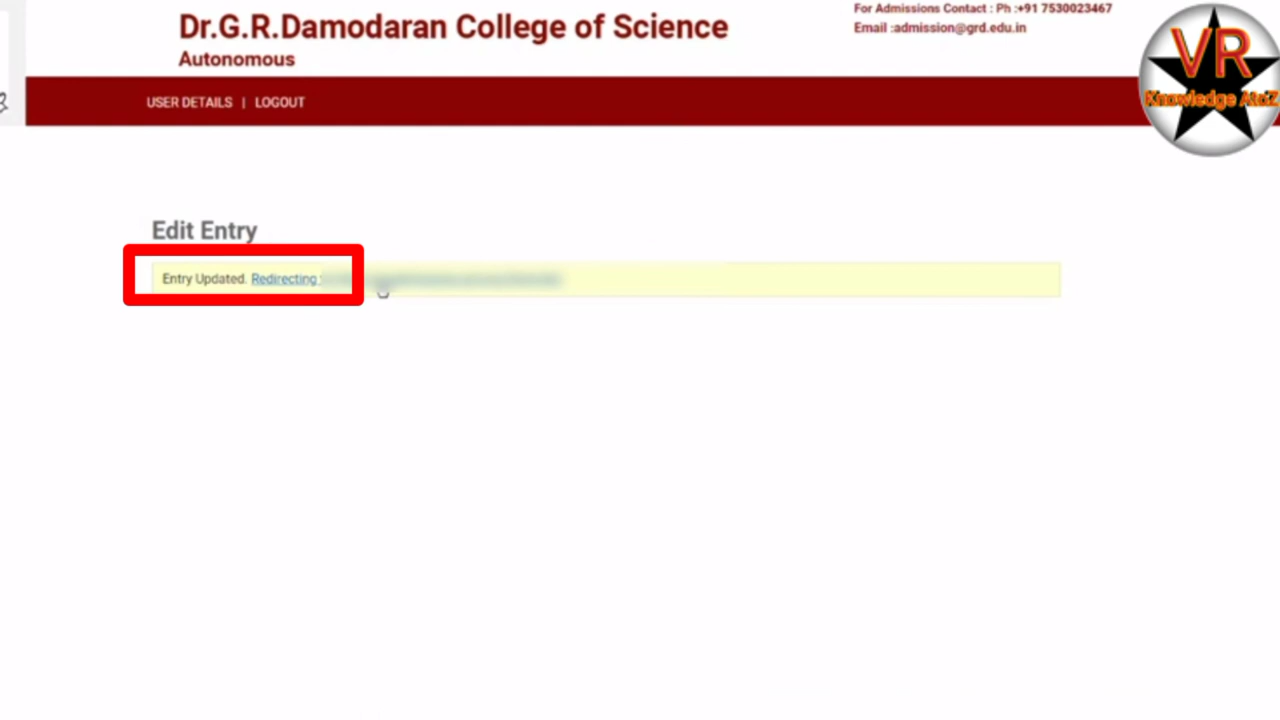 Dr.G.R.Damodaran College of Science
Autonomous
For Admissions Contact : Ph :+91 7530023467
Email :admission@grd.edu.in
VR
Knowledge AtoZ
USER DETAILS | LOGOUT
Edit Entry
Entry Updated. Redirecting